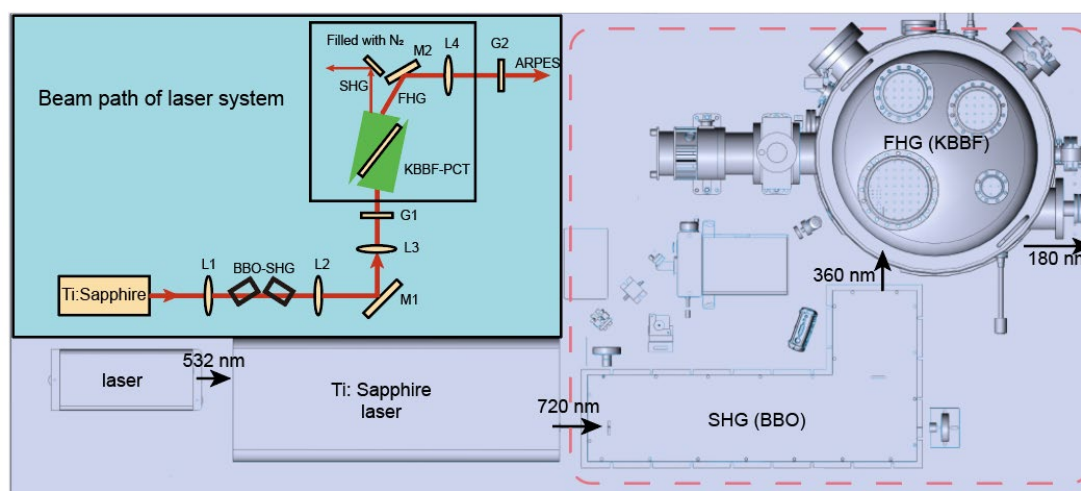 Filled with N₂
M2
L4
G2
ARPES
SHG
FHG
Beam path of laser system
KBBF-PCT
G1
L3
L1
BBO-SHG
L2
Ti:Sapphire
M1
FHG (KBBF)
360 nm
180 nm
532 nm
laser
Ti: Sapphire
laser
720 nm
SHG (BBO)